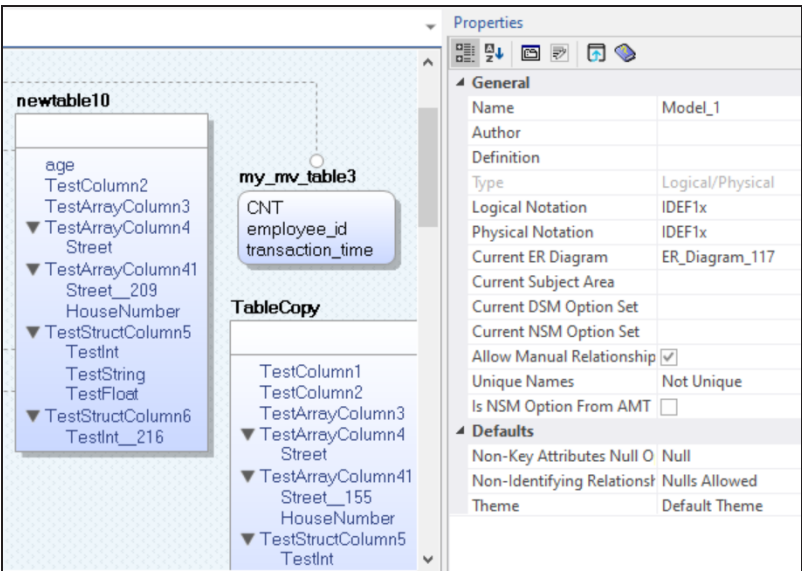 newtable10
age
TestColumn2
TestArrayColumn3
TestArrayColumn4
Street
TestArrayColumn41
Street__209
HouseNumber
TestStructColumn5
TestInt
TestString
TestFloat
TestStructColumn6
TestInt__216
my_mv_table3
CNT
employee_id
transaction_time
TableCopy
TestColumn1
TestColumn2
TestArrayColumn3
TestArrayColumn4
Street
TestArrayColumn41
Street__155
HouseNumber
TestStructColumn5
TestInt
Properties
General
Name Model_1
Author
Definition
Type Logical/Physical
Logical Notation IDEF1x
Physical Notation IDEF1x
Current ER Diagram ER_Diagram_117
Current Subject Area
Current DSM Option Set
Current NSM Option Set
Allow Manual Relationship
Unique Names Not Unique
Is NSM Option From AMT
Defaults
Non-Key Attributes Null O Null
Non-Identifying Relationsh Nulls Allowed
Theme Default Theme